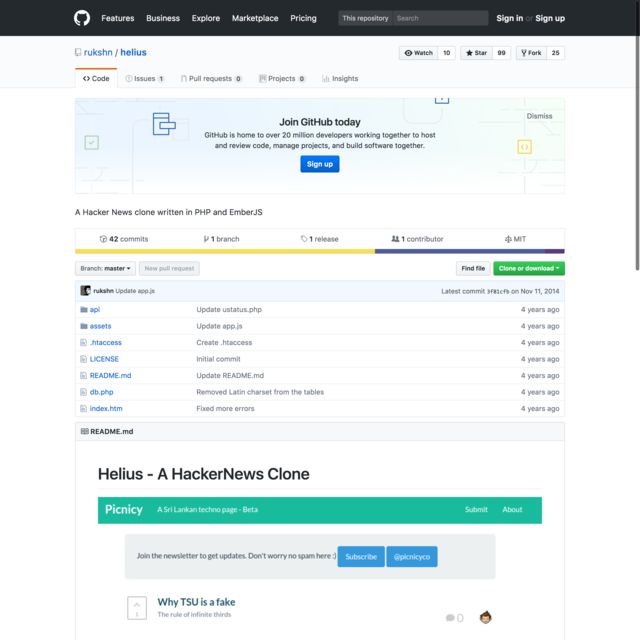 Features Business Explore Marketplace Pricing This repository Search Sign in or Sign up
rukshn / helius Watch 10 Star 99 Fork 25
Code Issues 1 Pull requests 0 Projects 0 Insights
Dismiss
Join GitHub today
GitHub is home to over 20 million developers working together to host
and review code, manage projects, and build software together.
Sign up
A Hacker News clone written in PHP and EmberJS
42 commits 1 branch 1 release 1 contributor MIT
Branch: master New pull request Find file Clone or download
rukshn Update app.js Latest commit 3f81cfb on Nov 11, 2014
api Update ustatus.php 4 years ago
assets Update app.js 4 years ago
.htaccess Create .htaccess 4 years ago
LICENSE Initial commit 4 years ago
README.md Update README.md 4 years ago
db.php Removed Latin charset from the tables 4 years ago
index.htm Fixed more errors 4 years ago
README.md
Helius - A HackerNews Clone
Picnicy A Sri Lankan techno page - Beta Submit About
Join the newsletter to get updates. Don't worry no spam here :) Subscribe @picnicyco
Why TSU is a fake
1 The rule of infinite thirds 0